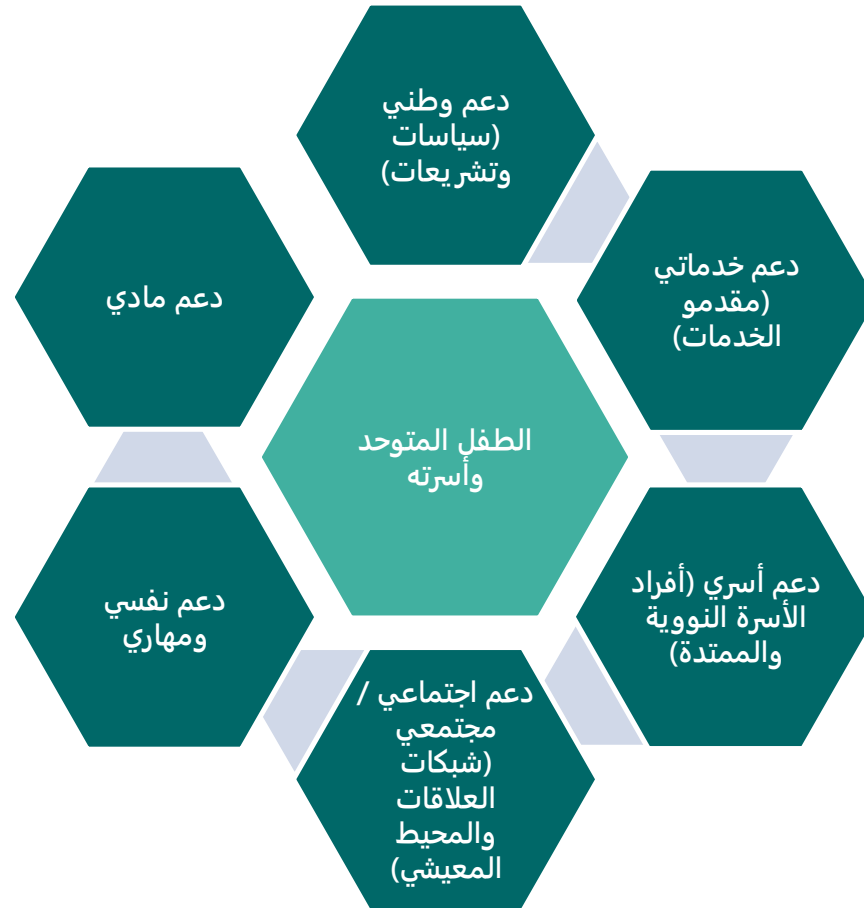 دعم وطني
(سياسات
وتشريعات)
دعم خدماتي
(مقدمو
الخدمات)
دعم مادي
الطفل المتوحد
وأسرته
دعم أسري (أفراد
الأسرة النووية
والممتدة)
دعم نفسي
ومهاري
دعم اجتماعي /
مجتمعي
(شبكات
العلاقات
والمحيط
المعيشي)